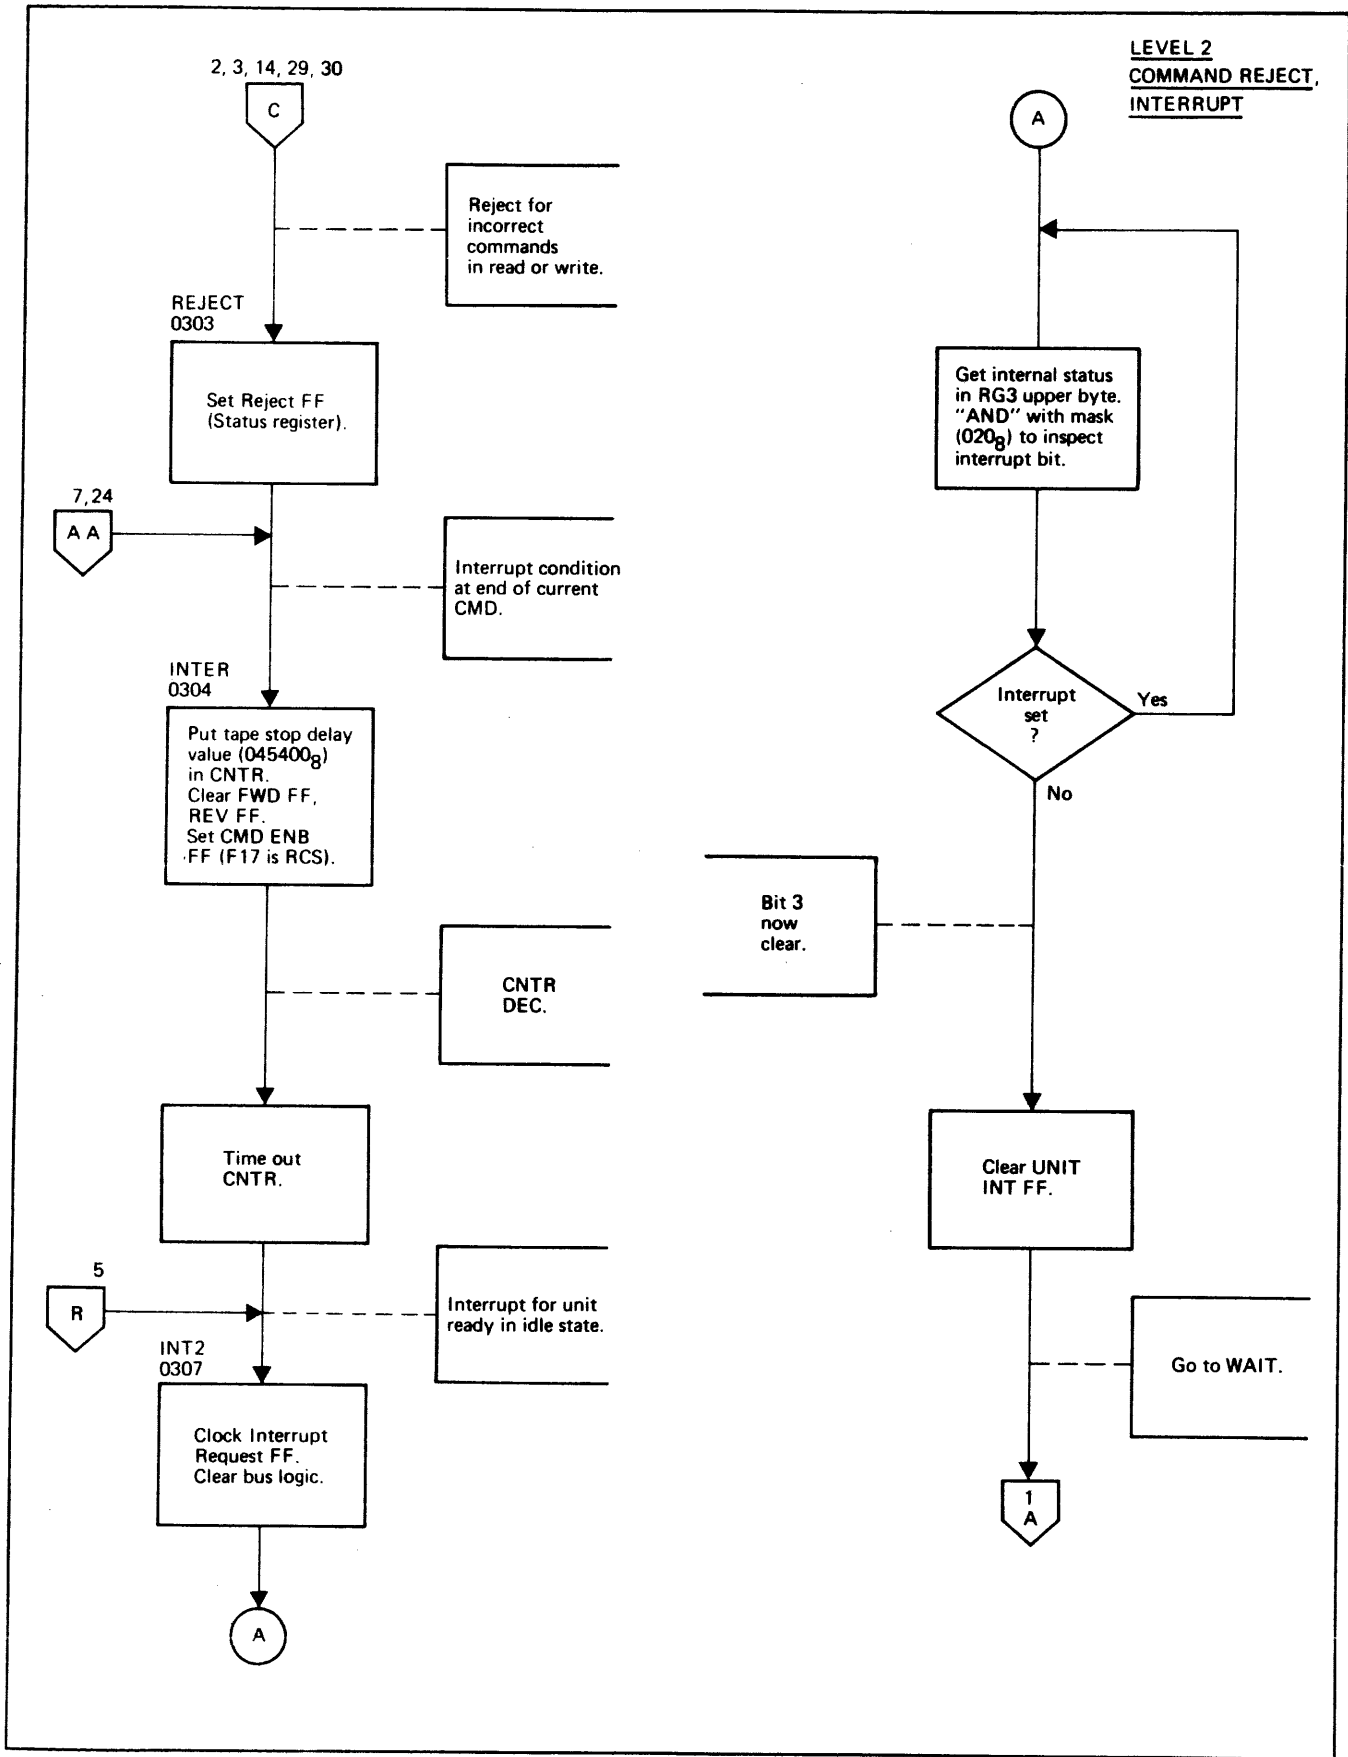 2, 3, 14, 29, 30
C
Reject for
incorrect
commands
in read or write.
REJECT
0303
Set Reject FF
(Status register).
7, 24
A A
Interrupt condition
at end of current
CMD.
INTER
0304
Put tape stop delay
value (045400₈)
in CNTR.
Clear FWD FF,
REV FF.
Set CMD ENB
FF (F17 is RCS).
CNTR
DEC.
Time out
CNTR.
5
R
Interrupt for unit
ready in idle state.
INT2
0307
Clock Interrupt
Request FF.
Clear bus logic.
A
LEVEL 2
COMMAND REJECT,
INTERRUPT
A
Get internal status
in RG3 upper byte.
"AND" with mask
(020₈) to inspect
interrupt bit.
Interrupt
set
?
Yes
No
Bit 3
now
clear.
Clear UNIT
INT FF.
Go to WAIT.
1
A